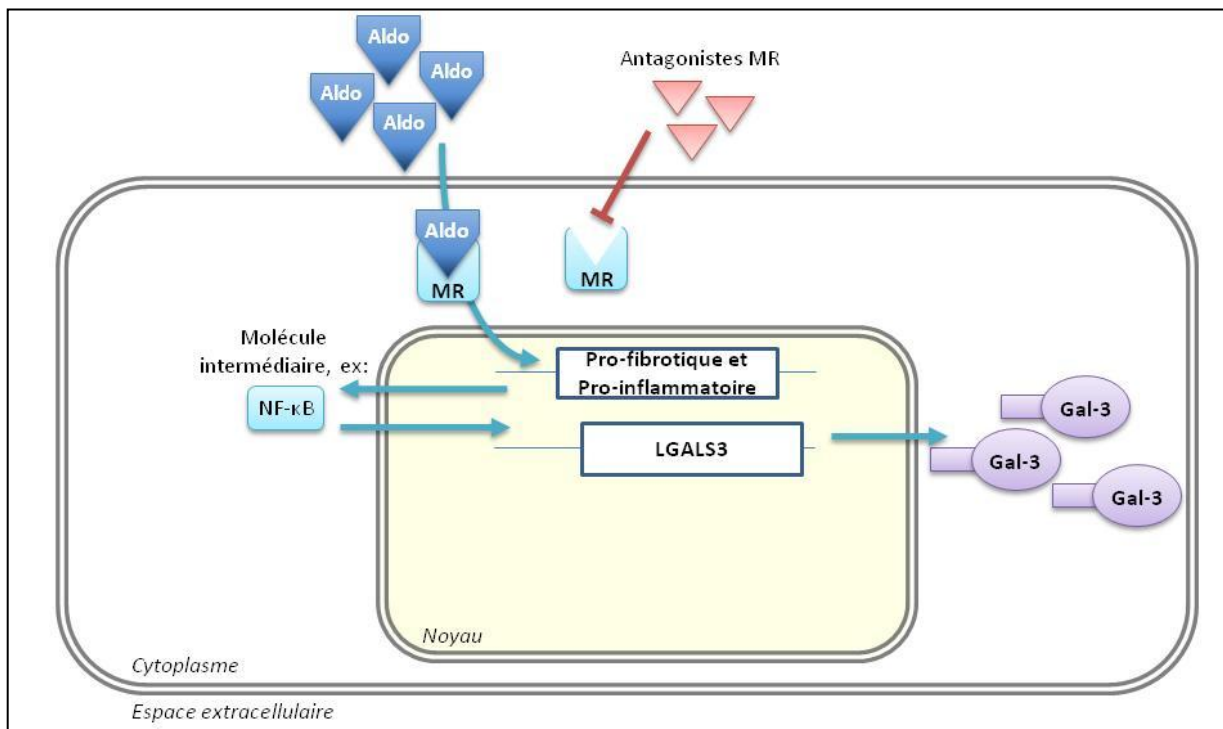 Aldo
Aldo
Aldo
Aldo
Antagonistes MR
Aldo
MR
MR
Molécule
intermédiaire, ex:
NF-κB
Pro-fibrotique et
Pro-inflammatoire
LGALS3
Gal-3
Gal-3
Gal-3
Noyau
Cytoplasme
Espace extracellulaire